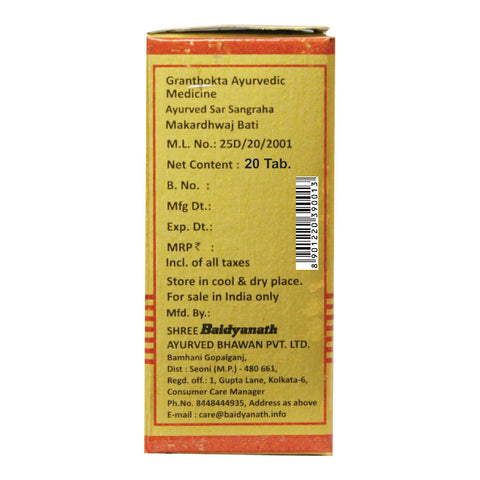 Granthokta Ayurvedic
Medicine
Ayurved Sar Sangraha
Makardhwaj Bati
M.L. No.: 25D/20/2001
Net Content : 20 Tab.
B. No. :
Mfg Dt.:
Exp. Dt.:
MRP ₹ :
Incl. of all taxes
Store in cool & dry place.
For sale in India only
Mfd. By.:
SHREE Baidyanath
AYURVED BHAWAN PVT. LTD.
Bamhani Gopalganj,
Dist : Seoni (M.P.) - 480 661,
Regd. off.: 1, Gupta Lane, Kolkata-6,
Consumer Care Manager
Ph.No. 8448444935, Address as above
E-mail : care@baidyanath.info
8901220390013